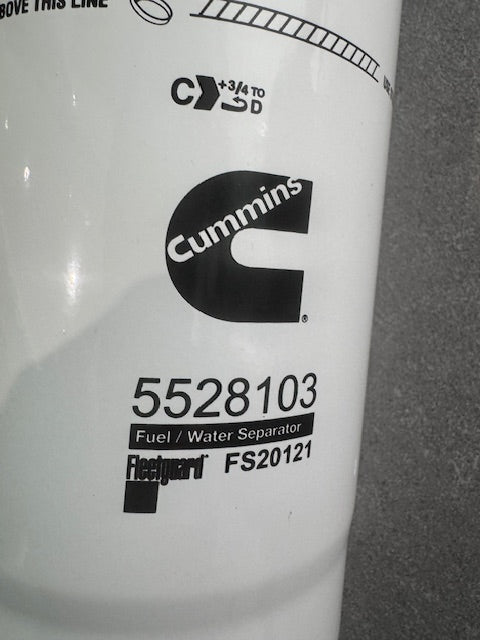 BOVE THIS LINE
C +3/4 TO
D
Cummins
®
5528103
Fuel / Water Separator
Fleetguard FS20121